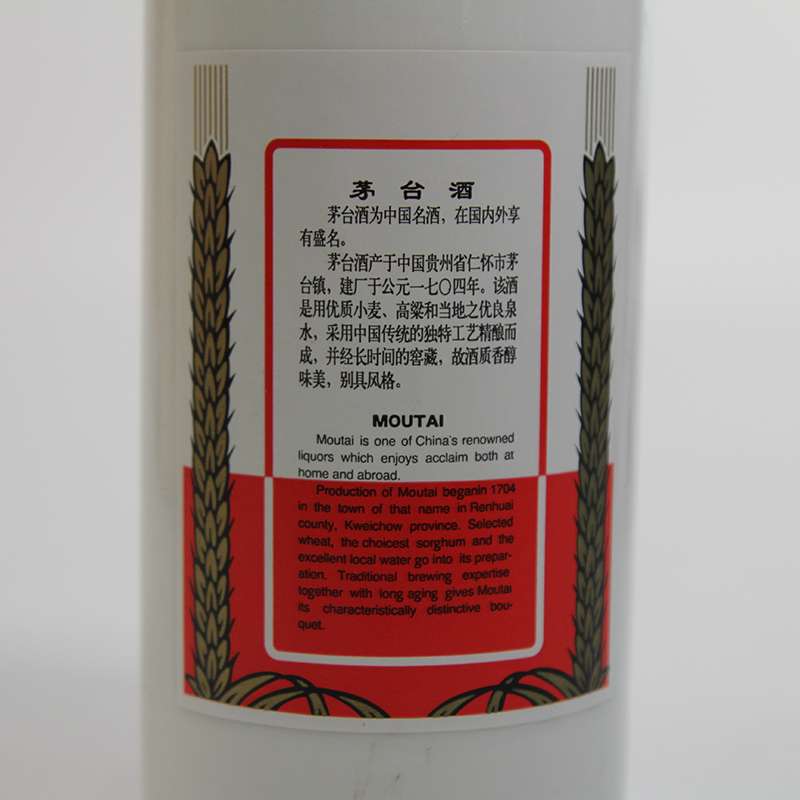 茅台酒
茅台酒为中国名酒，在国内外享
有盛名。
茅台酒产于中国贵州省仁怀市茅
台镇，建厂于公元一七〇四年。该酒
是用优质小麦、高粱和当地之优良泉
水，采用中国传统的独特工艺精酿而
成，并经长时间的窖藏，故酒质香醇
味美，别具风格。
MOUTAI
Moutai is one of China's renowned
liquors which enjoys acclaim both at
home and abroad.
Production of Moutai beganin 1704
in the town of that name in Renhuai
county, Kweichow province. Selected
wheat, the choicest sorghum and the
excellent local water go into its prepar-
ation. Traditional brewing expertise
together with long aging gives Moutai
its characteristically distinctive bou-
quet.